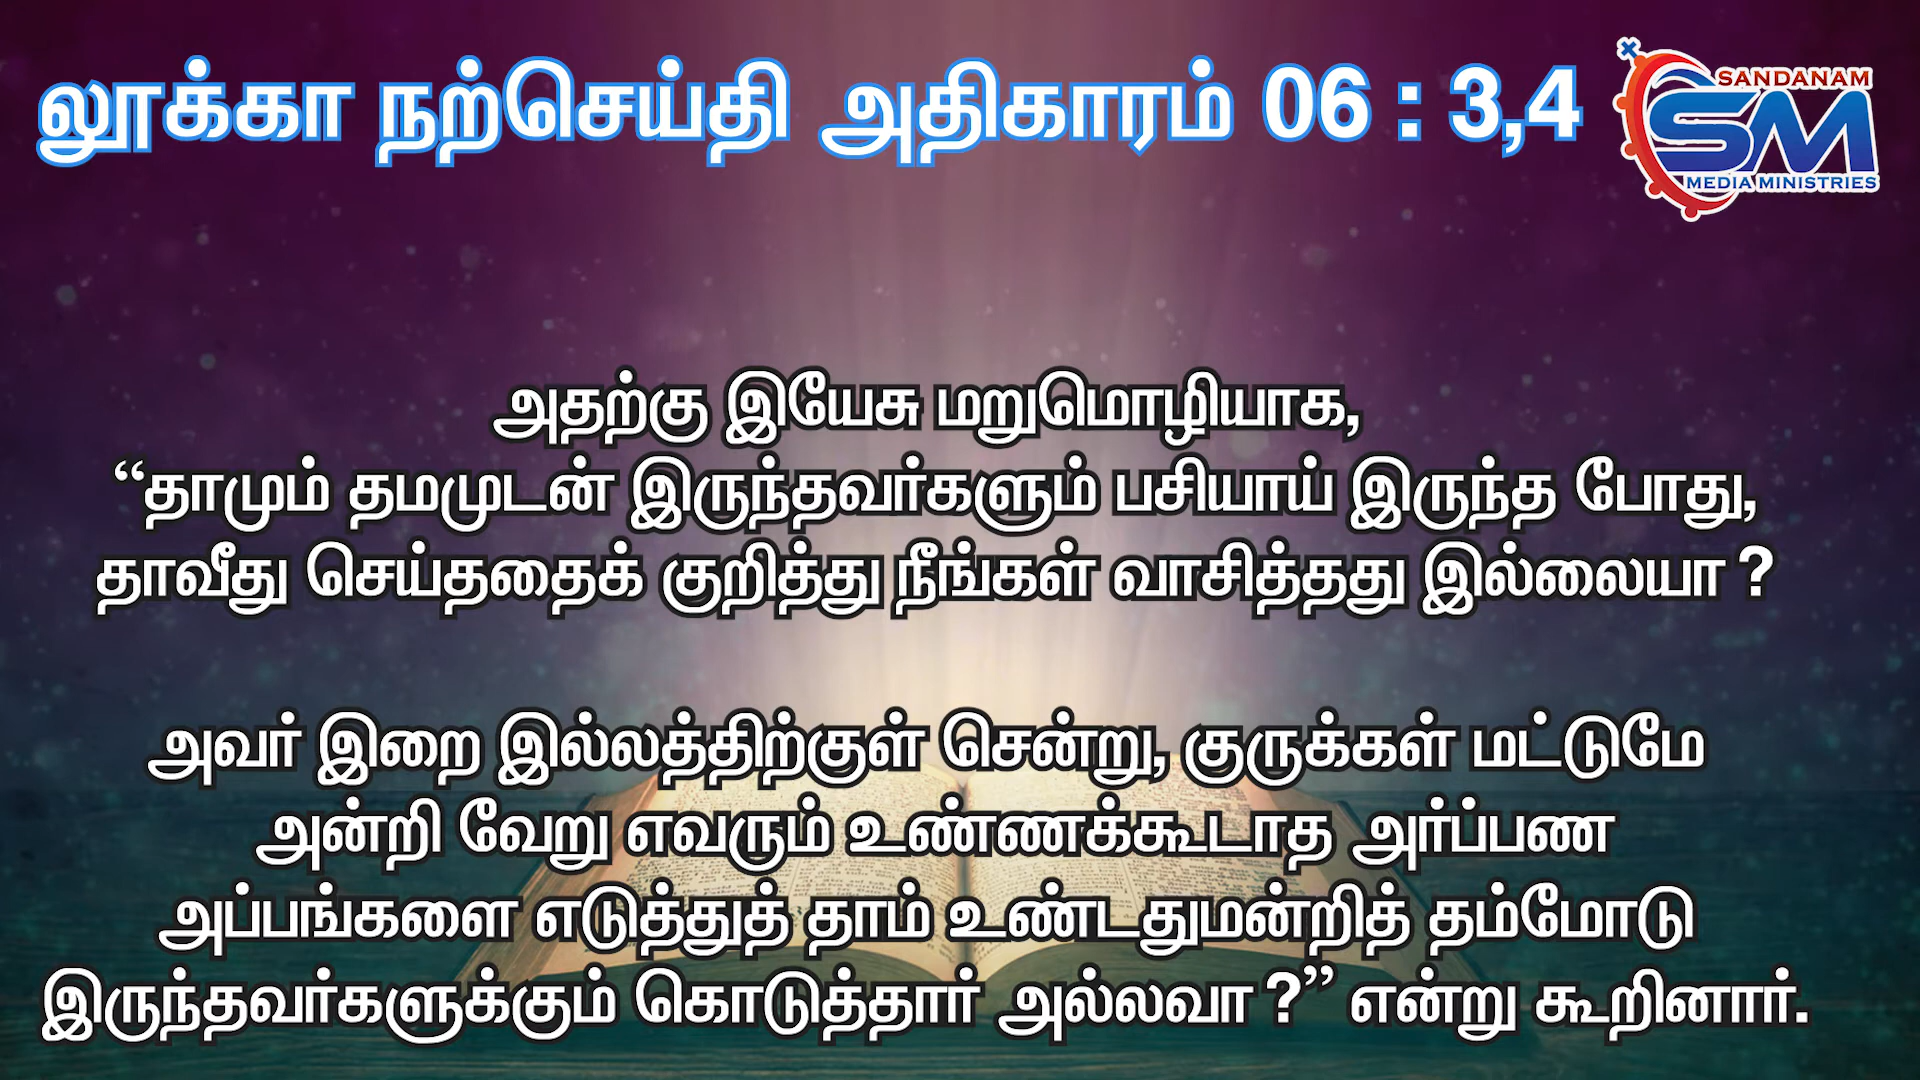 லூக்கா நற்செய்தி அதிகாரம் 06 : 3,4
SANDANAM
SM
MEDIA MINISTRIES
அதற்கு இயேசு மறுமொழியாக,
“தாமும் தமமுடன் இருந்தவர்களும் பசியாய் இருந்த போது,
தாவீது செய்ததைக் குறித்து நீங்கள் வாசித்தது இல்லையா ?
அவர் இறை இல்லத்திற்குள் சென்று, குருக்கள் மட்டுமே
அன்றி வேறு எவரும் உண்ணக்கூடாத அர்ப்பண
அப்பங்களை எடுத்துத் தாம் உண்டதுமன்றித் தம்மோடு
இருந்தவர்களுக்கும் கொடுத்தார் அல்லவா ?” என்று கூறினார்.